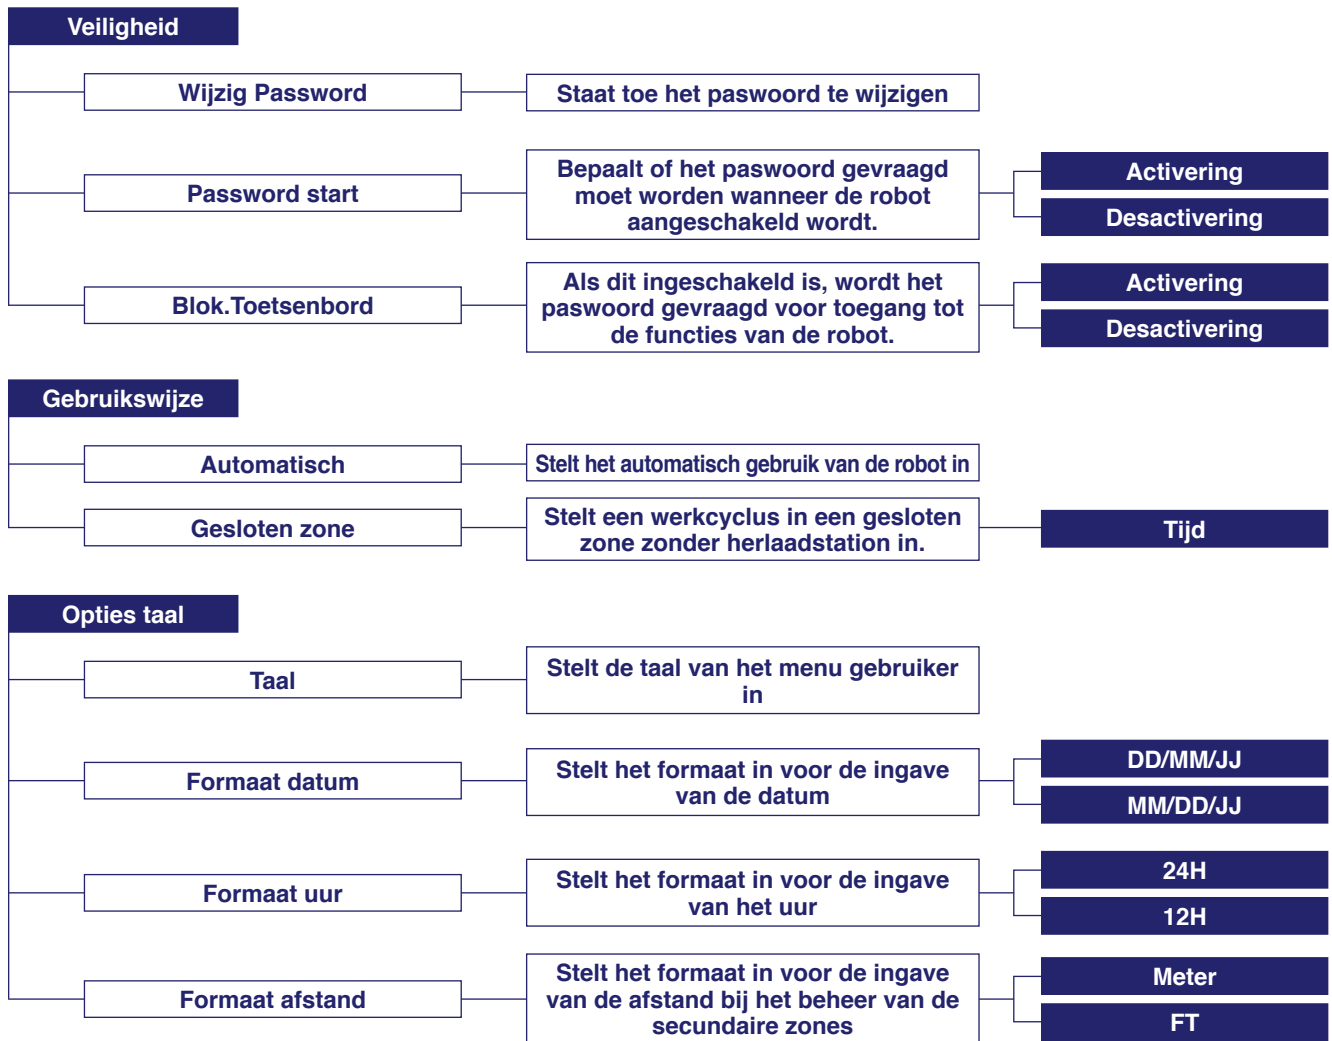 Veiligheid
Wijzig Password
Staat toe het paswoord te wijzigen
Password start
Bepaalt of het paswoord gevraagd
moet worden wanneer de robot
aangeschakeld wordt.
Activering
Desactivering
Blok.Toetsenbord
Als dit ingeschakeld is, wordt het
paswoord gevraagd voor toegang tot
de functies van de robot.
Activering
Desactivering
Gebruikswijze
Automatisch
Stelt het automatisch gebruik van de robot in
Gesloten zone
Stelt een werkcyclus in een gesloten
zone zonder herlaadstation in.
Tijd
Opties taal
Taal
Stelt de taal van het menu gebruiker
in
Formaat datum
Stelt het formaat in voor de ingave
van de datum
DD/MM/JJ
MM/DD/JJ
Formaat uur
Stelt het formaat in voor de ingave
van het uur
24H
12H
Formaat afstand
Stelt het formaat in voor de ingave
van de afstand bij het beheer van de
secundaire zones
Meter
FT